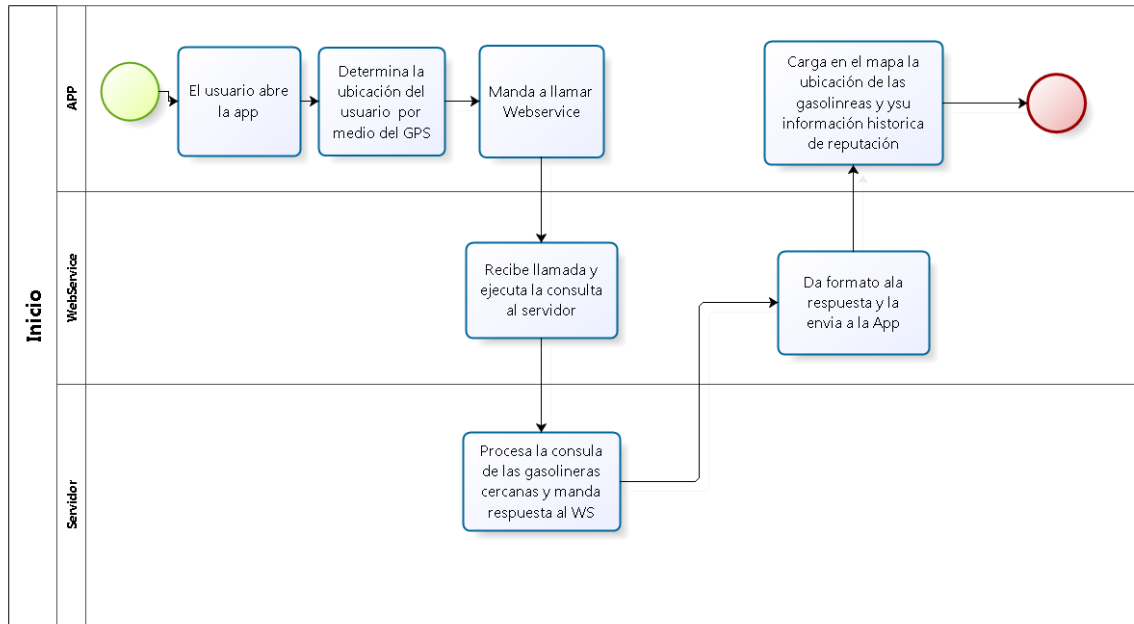 Inicio
APP
El usuario abre
la app
Determina la
ubicación del
usuario por
medio del GPS
Manda a llamar
Webservice
Carga en el mapa la
ubicación de las
gasolinreas y ysu
información historica
de reputación
WebService
Recibe llamada y
ejecuta la consulta
al servidor
Da formato ala
respuesta y la
envia a la App
Servidor
Procesa la consula
de las gasolineras
cercanas y manda
respuesta al WS